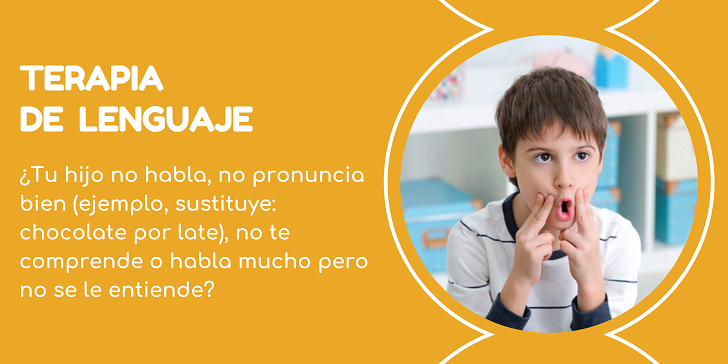 TERAPIA
DE LENGUAJE
¿Tu hijo no habla, no pronuncia
bien (ejemplo, sustituye:
chocolate por late), no te
comprende o habla mucho pero
no se le entiende?